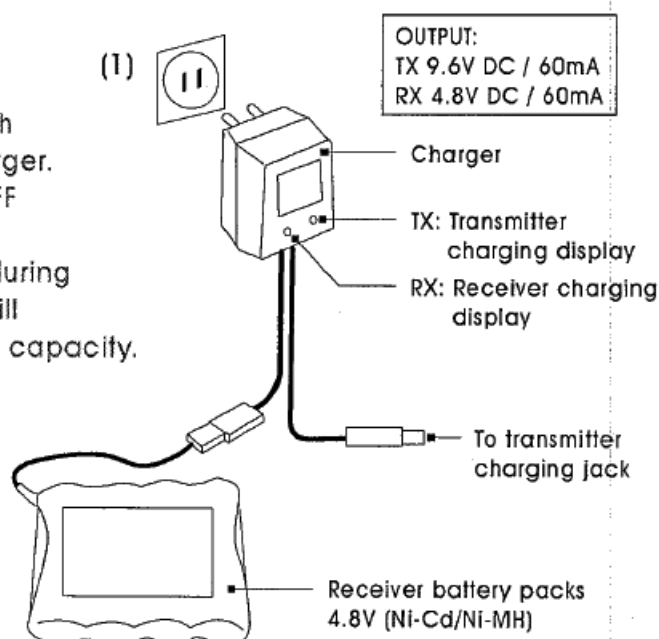 (1)
OUTPUT:
TX 9.6V DC / 60mA
RX 4.8V DC / 60mA
rger.
Charger
TX: Transmitter
charging display
during
RX: Receiver charging
display
capacity.
To transmitter
charging jack
Receiver battery packs
4.8V (Ni-Cd/Ni-MH)